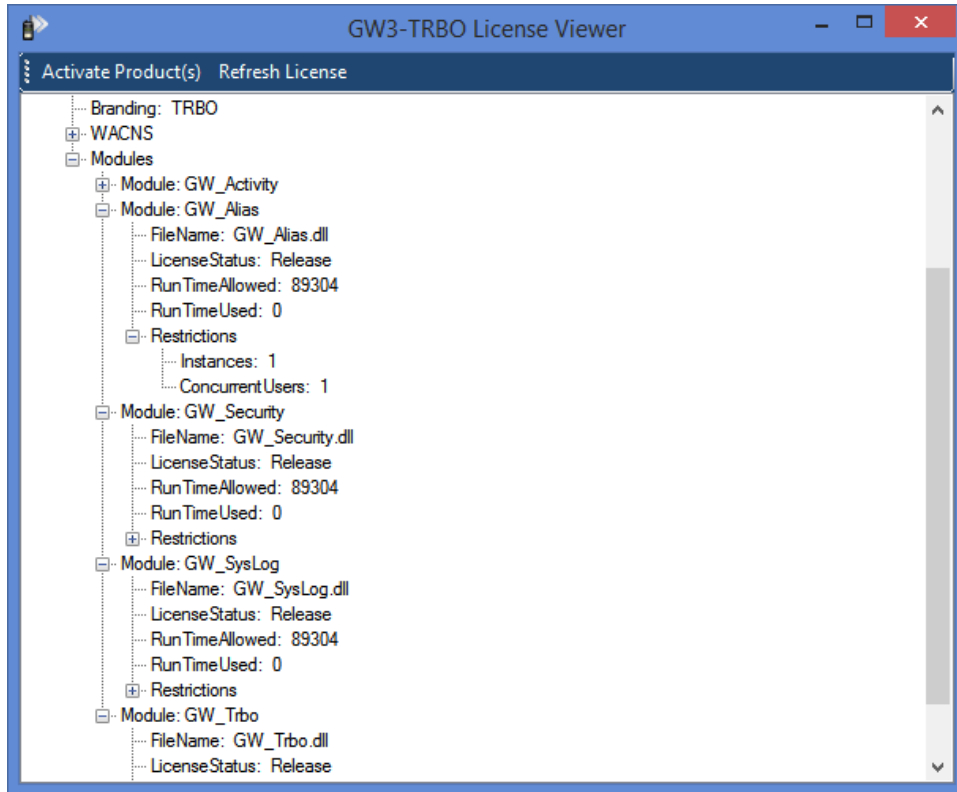 GW3-TRBO License Viewer
Activate Product(s) Refresh License
Branding: TRBO
WACNS
Modules
Module: GW_Activity
Module: GW_Alias
FileName: GW_Alias.dll
LicenseStatus: Release
RunTimeAllowed: 89304
RunTimeUsed: 0
Restrictions
Instances: 1
ConcurrentUsers: 1
Module: GW_Security
FileName: GW_Security.dll
LicenseStatus: Release
RunTimeAllowed: 89304
RunTimeUsed: 0
Restrictions
Module: GW_SysLog
FileName: GW_SysLog.dll
LicenseStatus: Release
RunTimeAllowed: 89304
RunTimeUsed: 0
Restrictions
Module: GW_Trbo
FileName: GW_Trbo.dll
LicenseStatus: Release